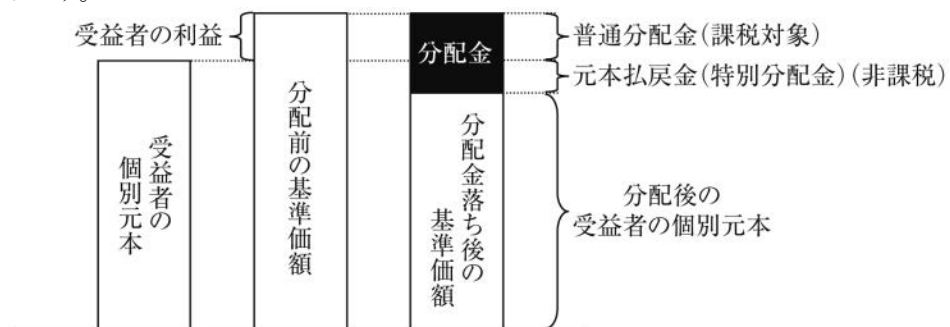 受益者の利益
分配金
普通分配金(課税対象)
元本払戻金(特別分配金)(非課税)
受益者の
個別元本
分配前の基準価額
分配金落ち後の
基準価額
分配後の
受益者の個別元本